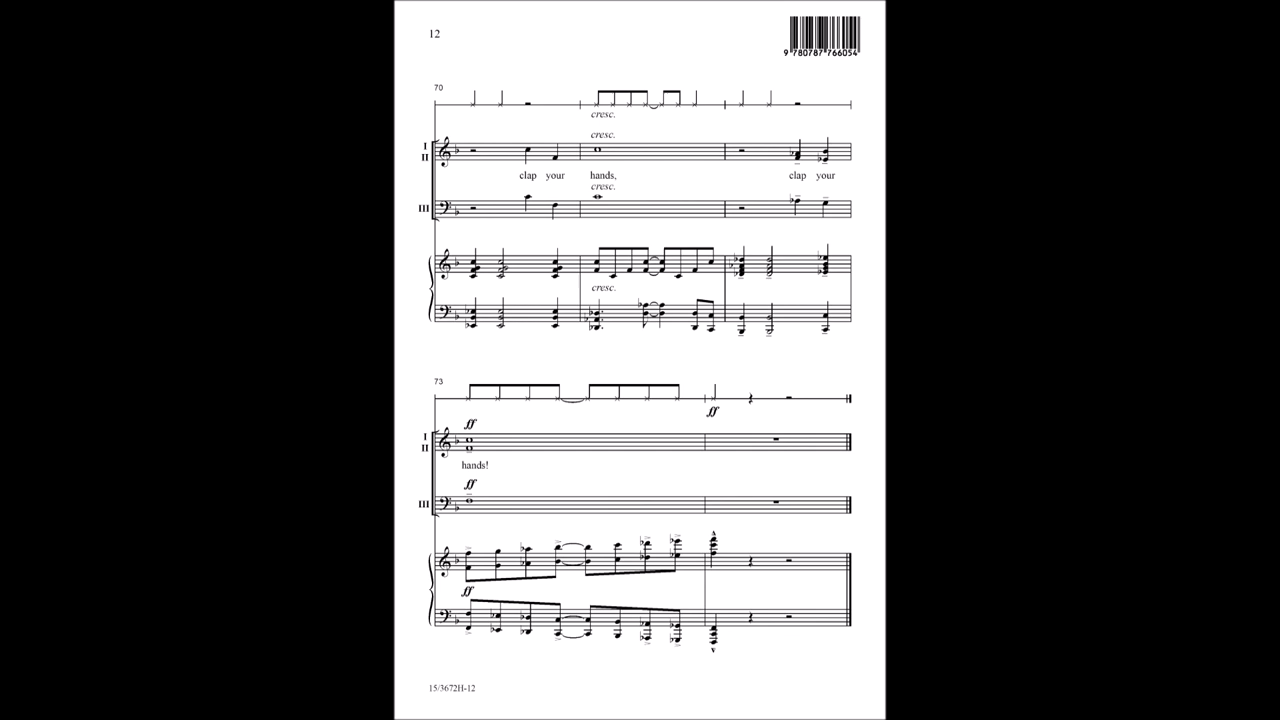 12
9 780787 766054
70
cresc.
cresc.
I
II
clap your hands, clap your
cresc.
III
cresc.
73
ff
ff
I
II
hands!
ff
III
ff
15/3672H-12